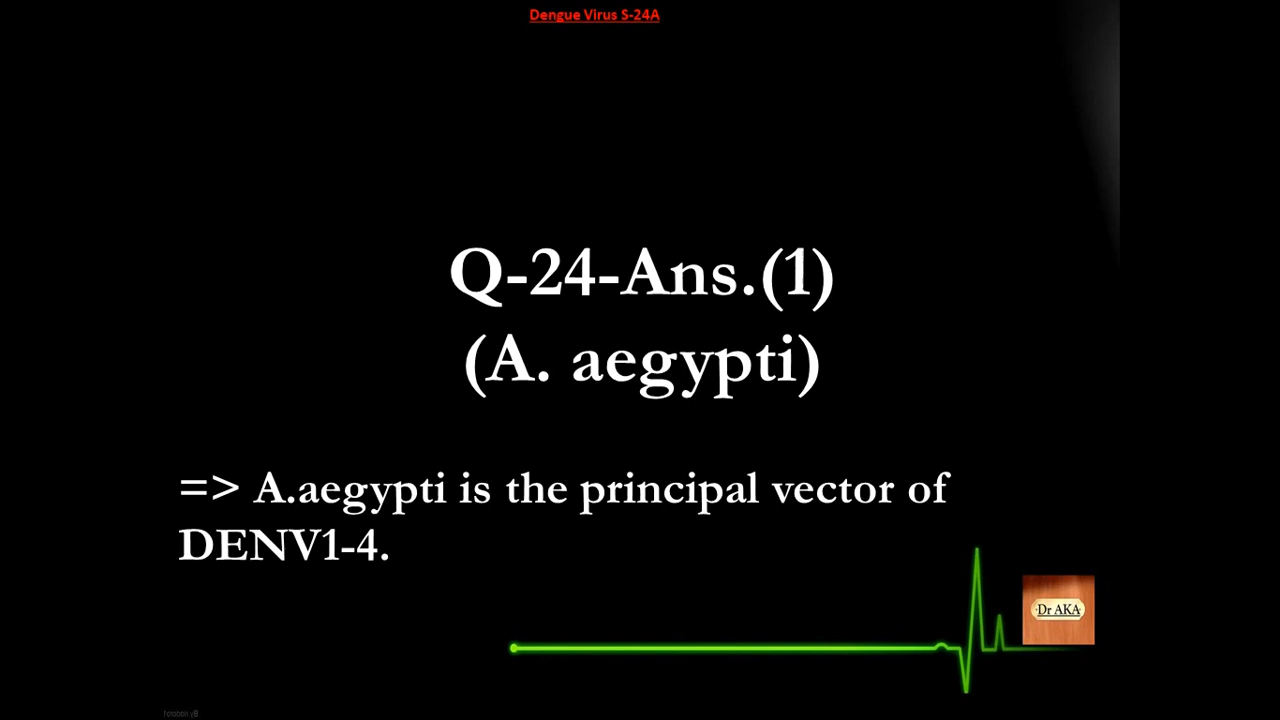 Dengue Virus S-24A
Q-24-Ans.(1)
(A. aegypti)
=> A.aegypti is the principal vector of
DENV1-4.
Dr AKA